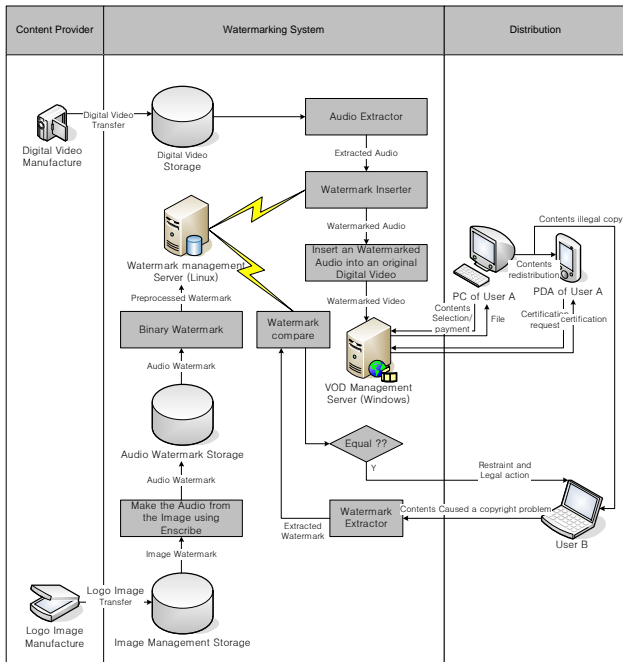 Content Provider
Watermarking System
Distribution
Digital Video
Manufacture
Digital Video
Transfer
Digital Video
Storage
Audio Extractor
Extracted Audio
Watermark Inserter
Watermarked Audio
Insert an Watermarked
Audio into an original
Digital Video
Watermarked Video
Watermark management
Server (Linux)
Preprocessed Watermark
Binary Watermark
Audio Watermark
Audio Watermark Storage
Audio Watermark
Make the Audio from
the Image using
Enscribe
Image Watermark
Image Management Storage
Logo Image
Transfer
Logo Image
Manufacture
Watermark
compare
VOD Management
Server (Windows)
Equal ??
Y
Restraint and
Legal action
Watermark
Extractor
Extracted
Watermark
Contents Caused a copyright problem
User B
Contents illegal copy
Contents
redistribution
PC of User A
PDA of User A
Contents
Selection/
payment
File
Certification
request
certification